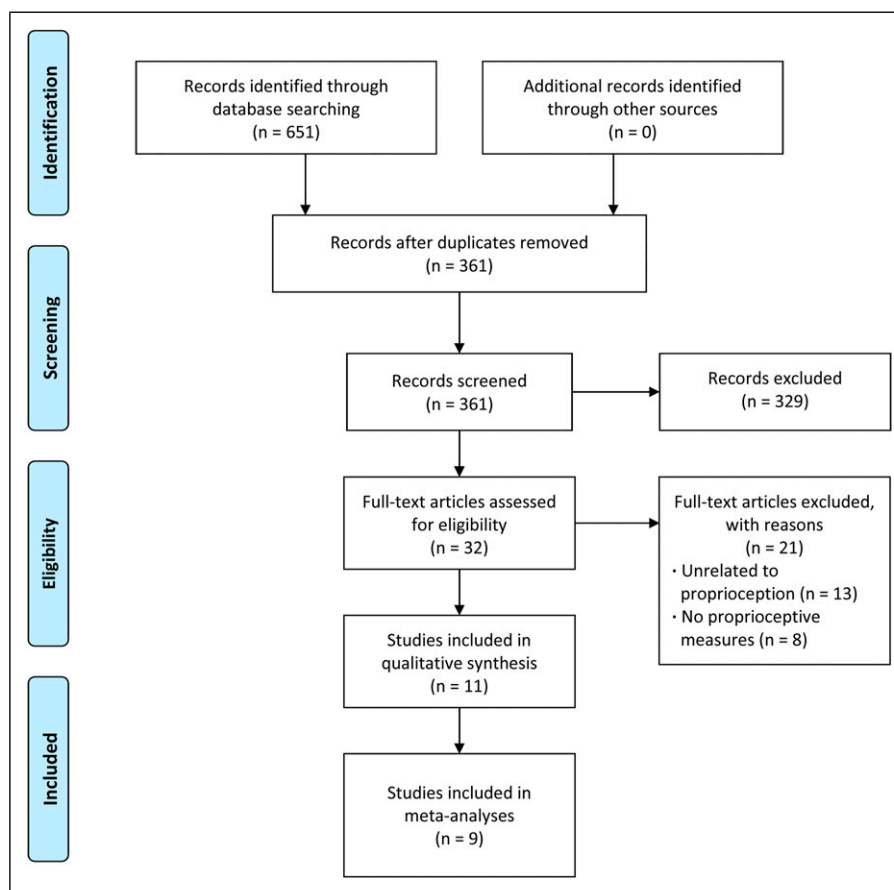 Identification
Records identified through
database searching
(n = 651)
Additional records identified
through other sources
(n = 0)
Records after duplicates removed
(n = 361)
Screening
Records screened
(n = 361)
Records excluded
(n = 329)
Eligibility
Full-text articles assessed
for eligibility
(n = 32)
Full-text articles excluded,
with reasons
(n = 21)
· Unrelated to
proprioception (n = 13)
· No proprioceptive
measures (n = 8)
Studies included in
qualitative synthesis
(n = 11)
Included
Studies included in
meta-analyses
(n = 9)